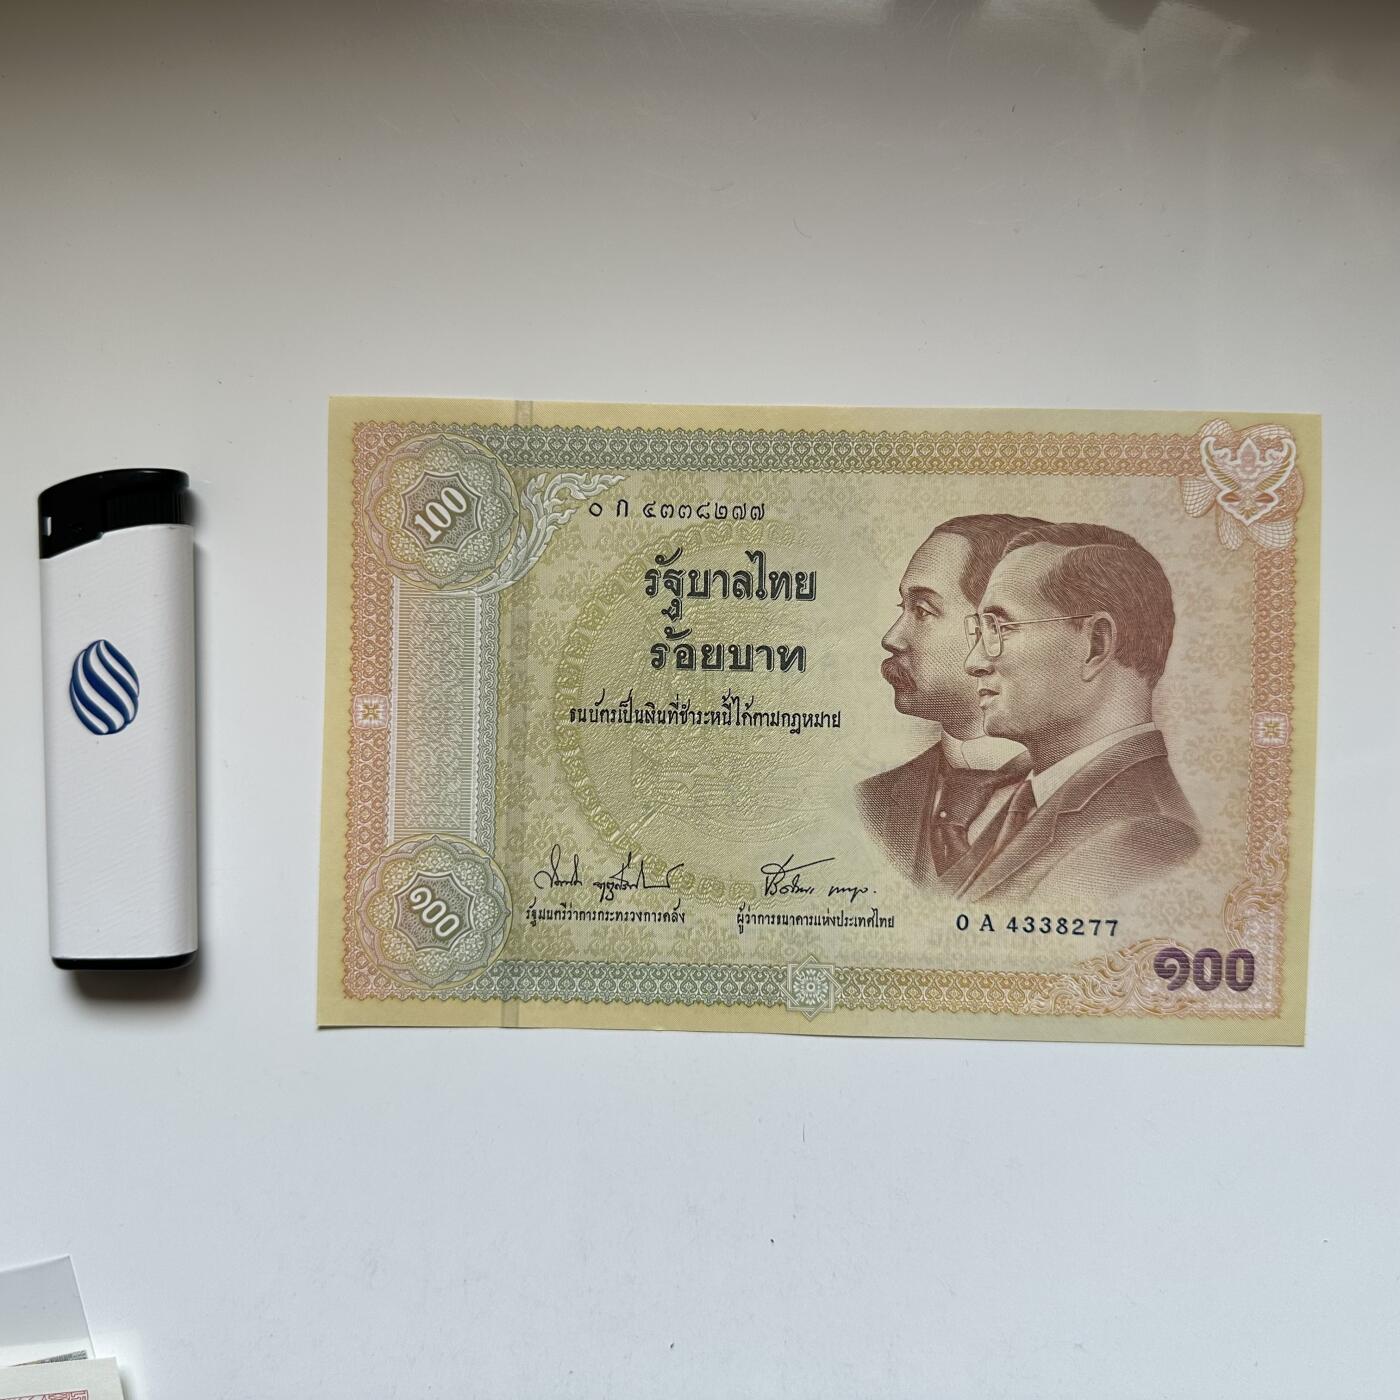 100
๐ ก ๔๓๓๘๒๗๗
รัฐบาลไทย
ร้อยบาท
ธนบัตรเป็นเงินที่ชำระหนี้ได้ตามกฎหมาย
รัฐมนตรีว่าการกระทรวงการคลัง
ผู้ว่าการธนาคารแห่งประเทศไทย
0 A 4338277
๑๐๐
๑๐๐